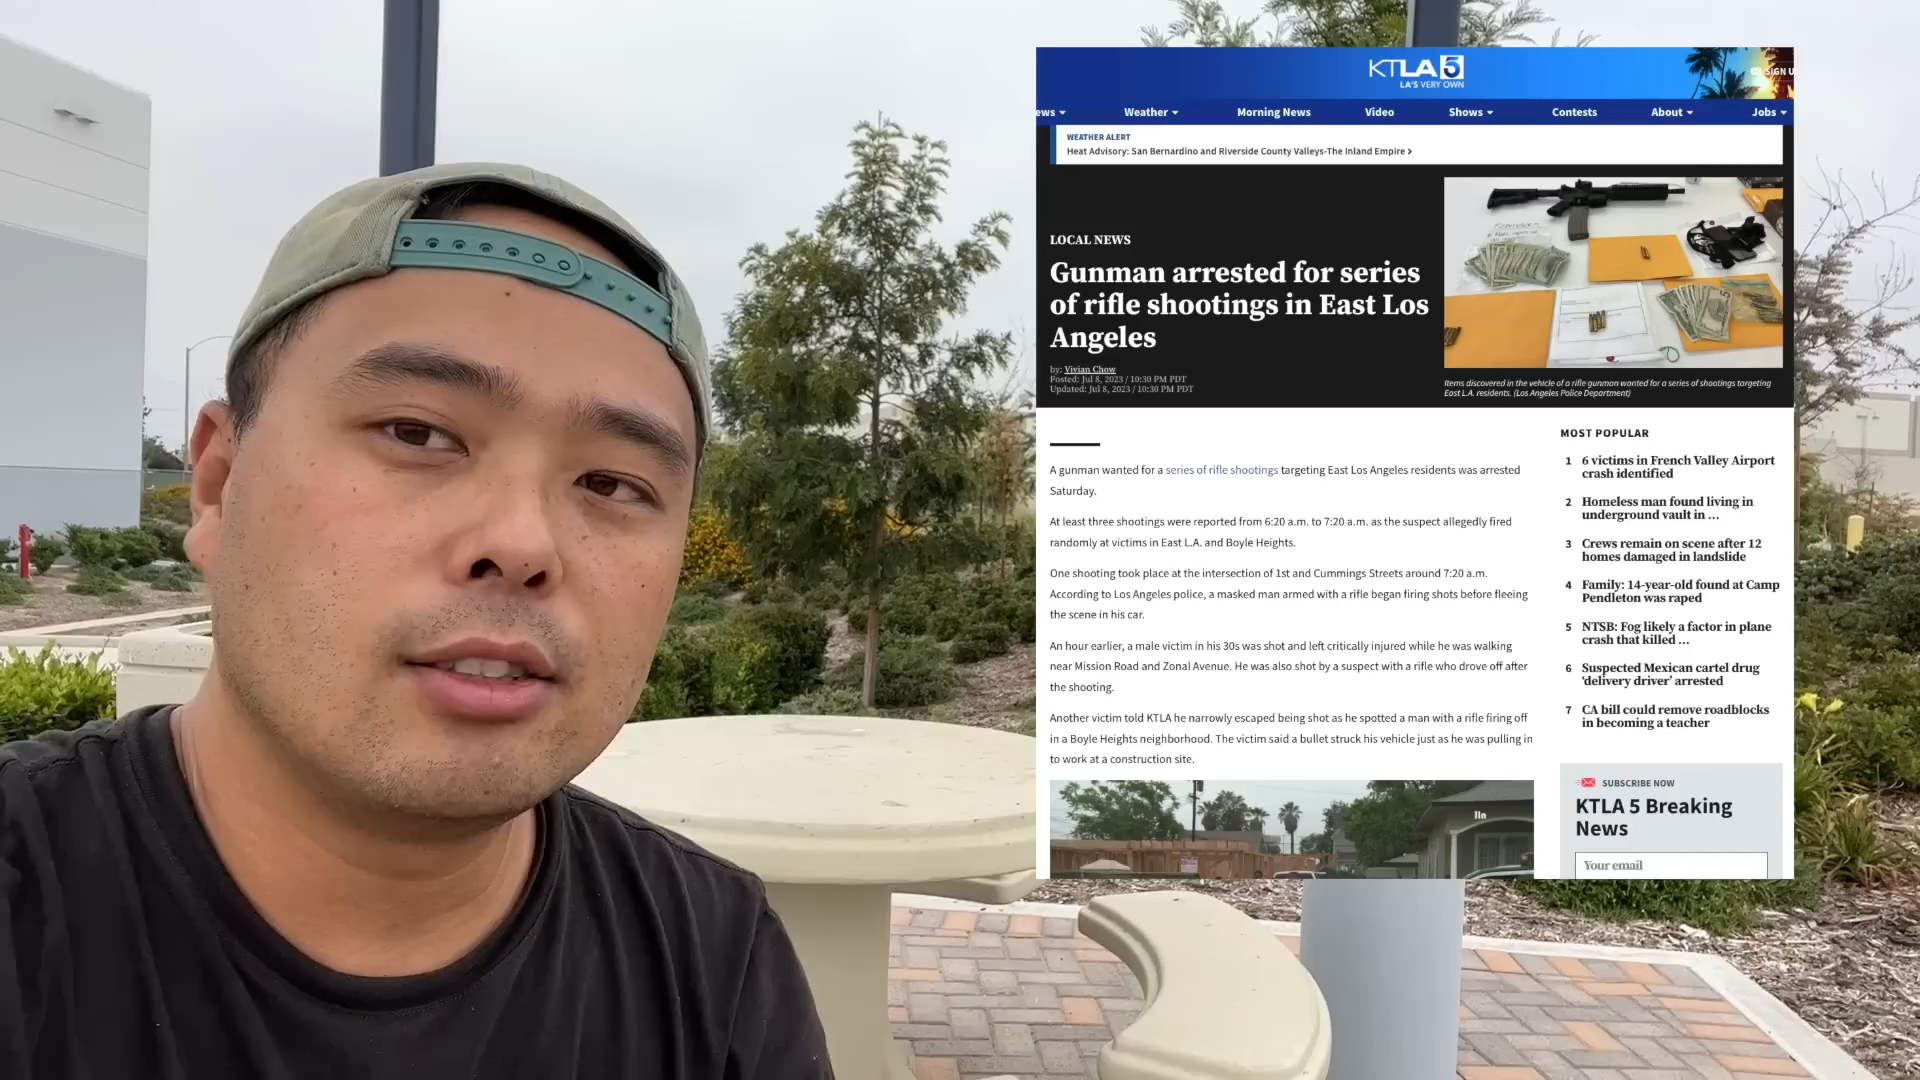 KTLA 5
LA'S VERY OWN
SIGN U
ews
Weather
Morning News
Video
Shows
Contests
About
Jobs
WEATHER ALERT
Heat Advisory: San Bernardino and Riverside County Valleys-The Inland Empire >
LOCAL NEWS
Gunman arrested for series
of rifle shootings in East Los
Angeles
by: Vivian Chow
Posted: Jul 8, 2023 / 10:30 PM PDT
Updated: Jul 8, 2023 / 10:30 PM PDT
Items discovered in the vehicle of a rifle gunman wanted for a series of shootings targeting
East L.A. residents. (Los Angeles Police Department)
A gunman wanted for a series of rifle shootings targeting East Los Angeles residents was arrested
Saturday.
At least three shootings were reported from 6:20 a.m. to 7:20 a.m. as the suspect allegedly fired
randomly at victims in East L.A. and Boyle Heights.
One shooting took place at the intersection of 1st and Cummings Streets around 7:20 a.m.
According to Los Angeles police, a masked man armed with a rifle began firing shots before fleeing
the scene in his car.
An hour earlier, a male victim in his 30s was shot and left critically injured while he was walking
near Mission Road and Zonal Avenue. He was also shot by a suspect with a rifle who drove off after
the shooting.
Another victim told KTLA he narrowly escaped being shot as he spotted a man with a rifle firing off
in a Boyle Heights neighborhood. The victim said a bullet struck his vehicle just as he was pulling in
to work at a construction site.
MOST POPULAR
1 6 victims in French Valley Airport
crash identified
2 Homeless man found living in
underground vault in ...
3 Crews remain on scene after 12
homes damaged in landslide
4 Family: 14-year-old found at Camp
Pendleton was raped
5 NTSB: Fog likely a factor in plane
crash that killed ...
6 Suspected Mexican cartel drug
'delivery driver' arrested
7 CA bill could remove roadblocks
in becoming a teacher
SUBSCRIBE NOW
KTLA 5 Breaking
News
Your email